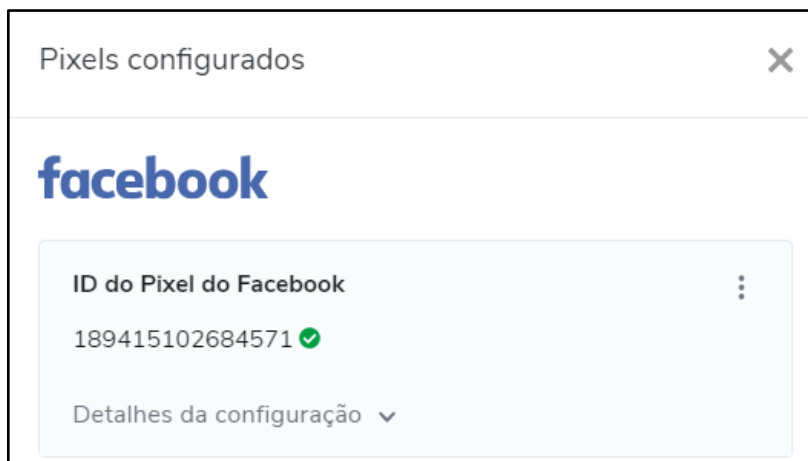 Pixels configurados
facebook
ID do Pixel do Facebook
189415102684571
Detalhes da configuração